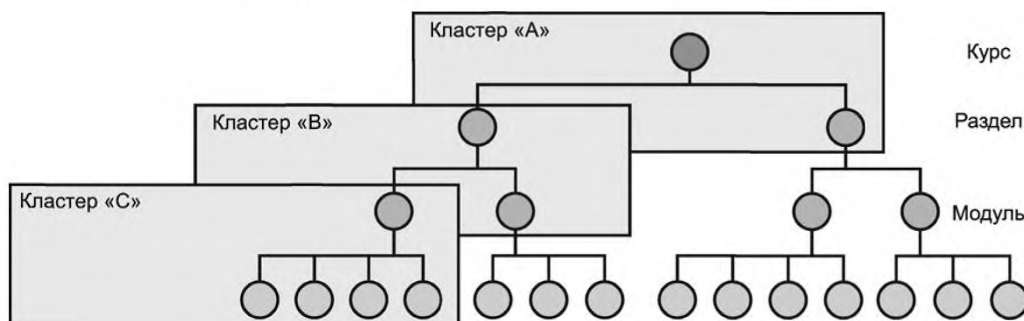 Кластер «А»
Курс
Кластер «В»
Раздел
Кластер «С»
Модуль